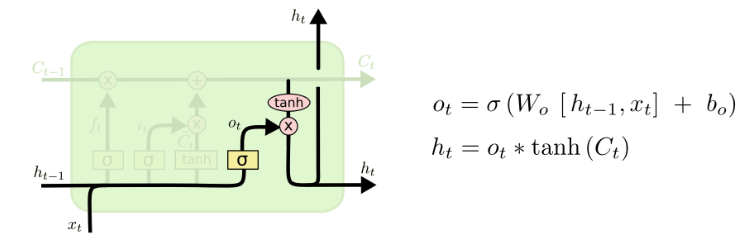 h_t
C_{t-1}
C_t
tanh
f_t
i_t
o_t
C̃_t
σ
σ
tanh
σ
h_{t-1}
h_t
x_t
o_t = σ (W_o [ h_{t-1}, x_t ] + b_o)
h_t = o_t * tanh (C_t)